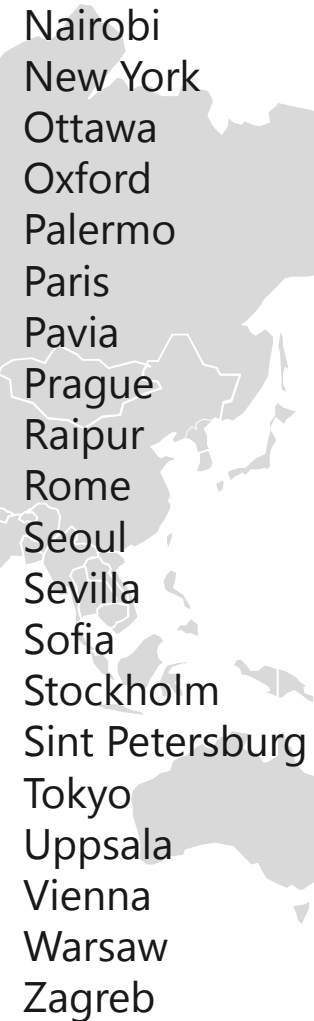 Nairobi
New York
Ottawa
Oxford
Palermo
Paris
Pavia
Prague
Raipur
Rome
Seoul
Sevilla
Sofia
Stockholm
Sint Petersburg
Tokyo
Uppsala
Vienna
Warsaw
Zagreb